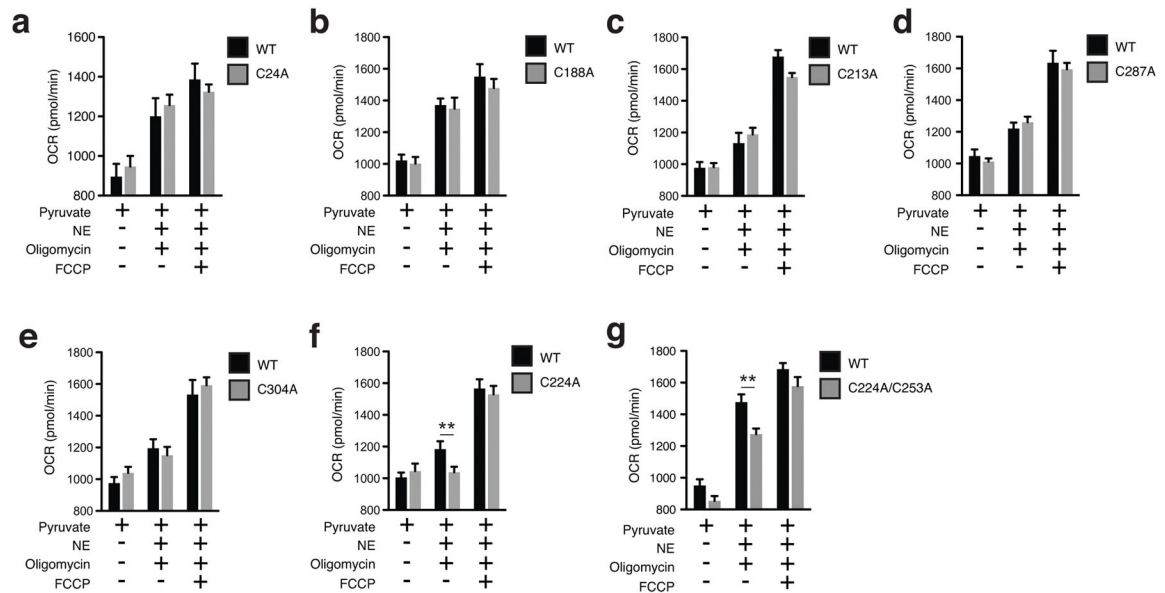 a
1600
1400
1200
1000
800
OCR (pmol/min)
WT
C24A
Pyruvate + + +
NE - + +
Oligomycin - + +
FCCP - - +
b
1800
1600
1400
1200
1000
800
OCR (pmol/min)
WT
C188A
Pyruvate + + +
NE - + +
Oligomycin - + +
FCCP - - +
c
1800
1600
1400
1200
1000
800
OCR (pmol/min)
WT
C213A
Pyruvate + + +
NE - + +
Oligomycin - + +
FCCP - - +
d
1800
1600
1400
1200
1000
800
OCR (pmol/min)
WT
C287A
Pyruvate + + +
NE - + +
Oligomycin - + +
FCCP - - +
e
1800
1600
1400
1200
1000
800
OCR (pmol/min)
WT
C304A
Pyruvate + + +
NE - + +
Oligomycin - + +
FCCP - - +
f
1800
1600
1400
1200
1000
800
OCR (pmol/min)
**
WT
C224A
Pyruvate + + +
NE - + +
Oligomycin - + +
FCCP - - +
g
1800
1600
1400
1200
1000
800
OCR (pmol/min)
**
WT
C224A/C253A
Pyruvate + + +
NE - + +
Oligomycin - + +
FCCP - - +